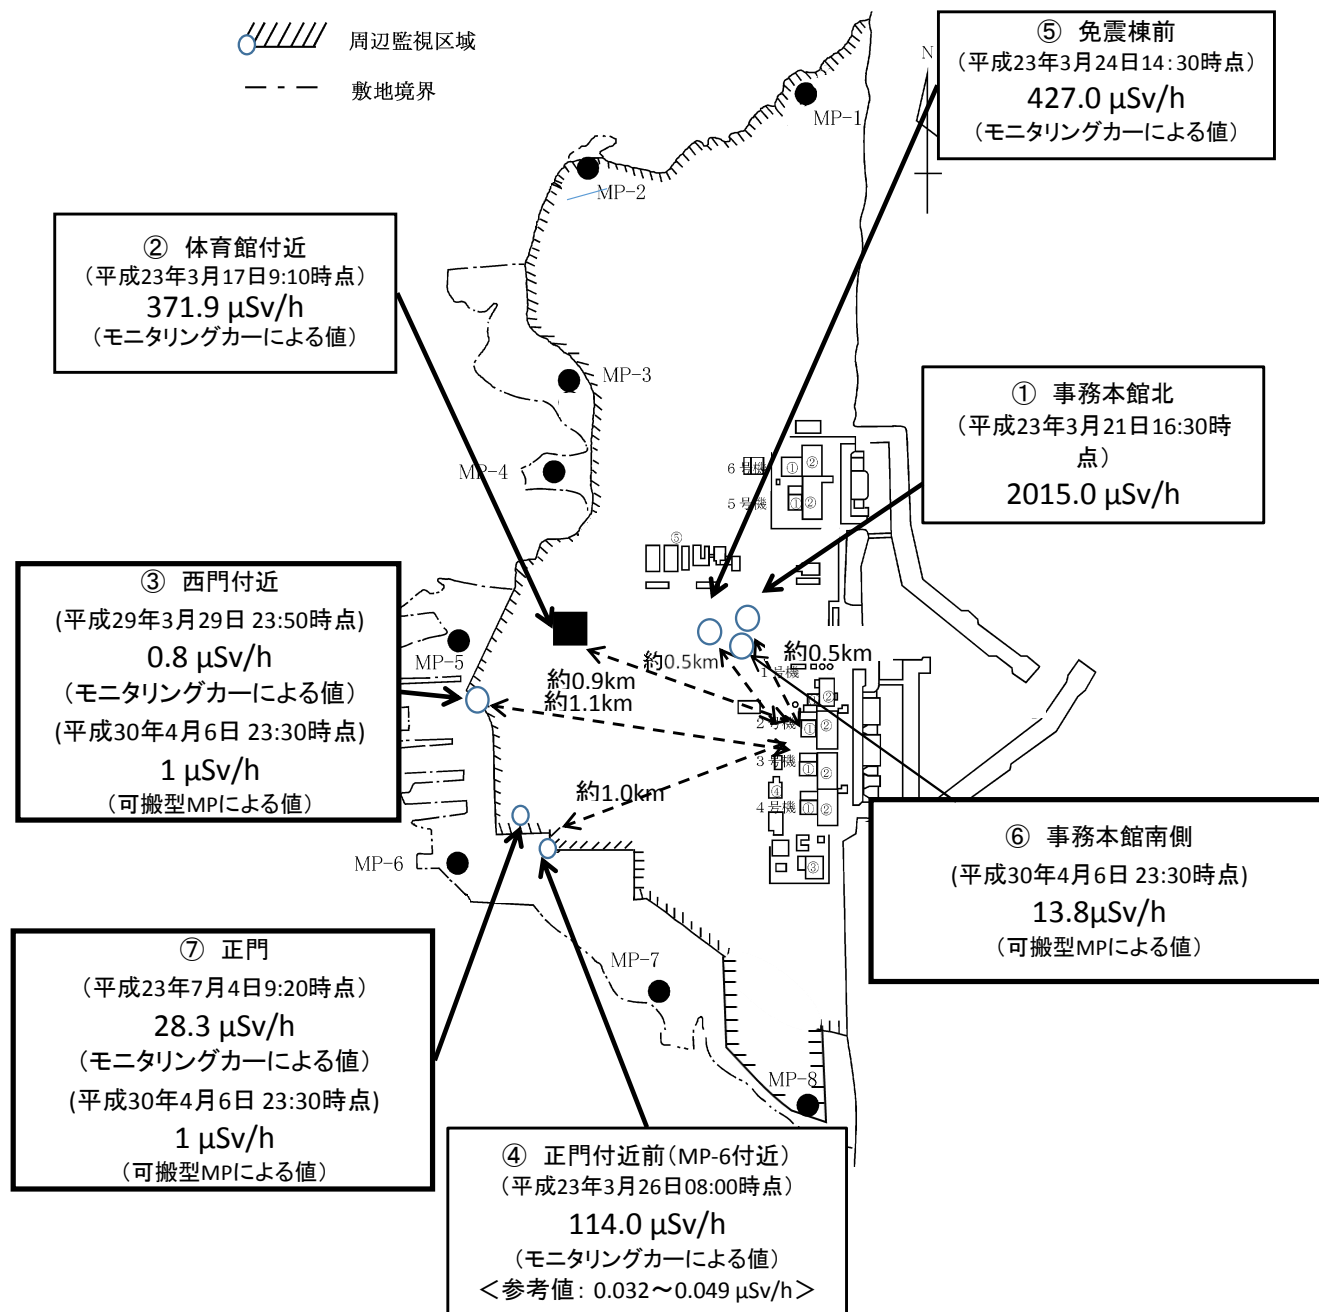 周辺監視区域
敷地境界
⑤ 免震棟前
(平成23年3月24日14:30時点)
427.0 μSv/h
(モニタリングカーによる値)
N
MP-1
MP-2
② 体育館付近
(平成23年3月17日9:10時点)
371.9 μSv/h
(モニタリングカーによる値)
MP-3
① 事務本館北
(平成23年3月21日16:30時
点)
2015.0 μSv/h
MP-4
6号機
① ②
5号機
① ②
⑤
③ 西門付近
(平成29年3月29日 23:50時点)
0.8 μSv/h
(モニタリングカーによる値)
(平成30年4月6日 23:30時点)
1 μSv/h
(可搬型MPによる値)
MP-5
約0.5km
約0.5km
約0.9km
約1.1km
1号機
②
2号機
① ②
3号機
① ②
④
4号機
① ②
③
約1.0km
MP-6
⑥ 事務本館南側
(平成30年4月6日 23:30時点)
13.8μSv/h
(可搬型MPによる値)
⑦ 正門
(平成23年7月4日9:20時点)
28.3 μSv/h
(モニタリングカーによる値)
(平成30年4月6日 23:30時点)
1 μSv/h
(可搬型MPによる値)
MP-7
MP-8
④ 正門付近前(MP-6付近)
(平成23年3月26日08:00時点)
114.0 μSv/h
(モニタリングカーによる値)
<参考値: 0.032～0.049 μSv/h>